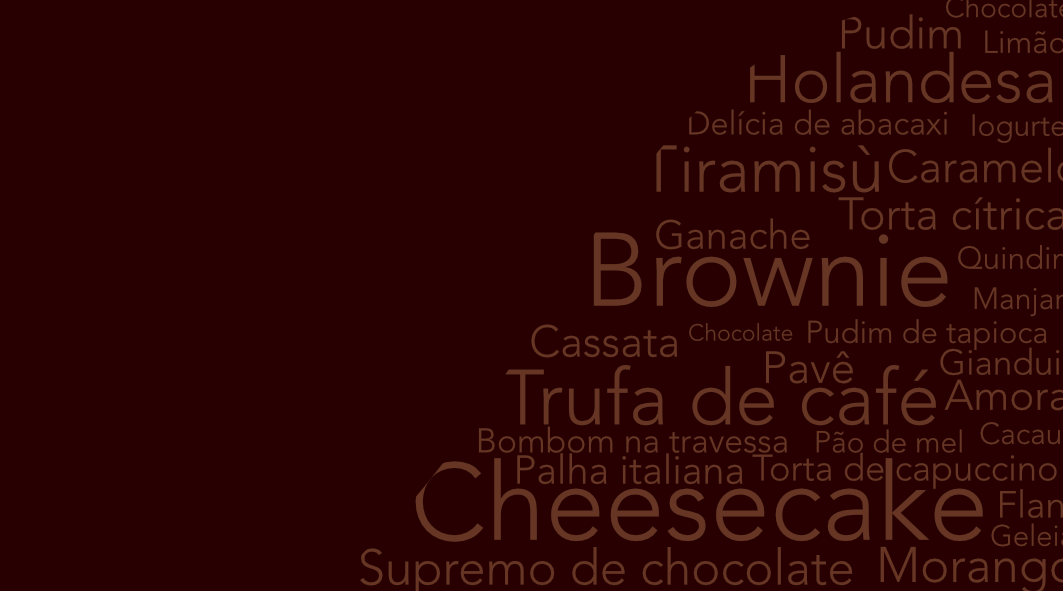 Chocolate
Pudim Limão
Holandesa
Delícia de abacaxi Iogurte
Tiramisù Caramelo
Torta cítrica
Ganache
Brownie Quindim
Manjar
Cassata Chocolate Pudim de tapioca
Pavê Giandui
Trufa de café Amora
Bombom na travessa Pão de mel Cacau
Palha italiana Torta de capuccino
Cheesecake Flan
Geleia
Supremo de chocolate Morango